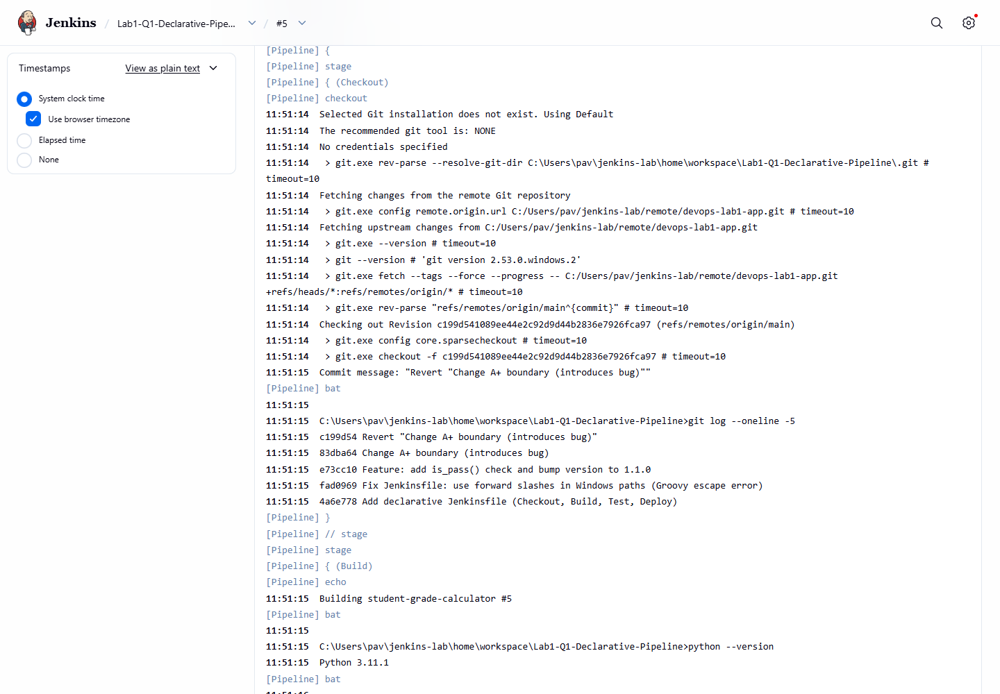 Jenkins / Lab1-Q1-Declarative-Pipe... / #5
Timestamps View as plain text
System clock time
Use browser timezone
Elapsed time
None
[Pipeline] {
[Pipeline] stage
[Pipeline] { (Checkout)
[Pipeline] checkout
11:51:14 Selected Git installation does not exist. Using Default
11:51:14 The recommended git tool is: NONE
11:51:14 No credentials specified
11:51:14  > git.exe rev-parse --resolve-git-dir C:\Users\pav\jenkins-lab\home\workspace\Lab1-Q1-Declarative-Pipeline\.git #
timeout=10
11:51:14 Fetching changes from the remote Git repository
11:51:14  > git.exe config remote.origin.url C:/Users/pav/jenkins-lab/remote/devops-lab1-app.git # timeout=10
11:51:14 Fetching upstream changes from C:/Users/pav/jenkins-lab/remote/devops-lab1-app.git
11:51:14  > git.exe --version # timeout=10
11:51:14  > git --version # 'git version 2.53.0.windows.2'
11:51:14  > git.exe fetch --tags --force --progress -- C:/Users/pav/jenkins-lab/remote/devops-lab1-app.git
+refs/heads/*:refs/remotes/origin/* # timeout=10
11:51:14  > git.exe rev-parse "refs/remotes/origin/main^{commit}" # timeout=10
11:51:14 Checking out Revision c199d541089ee44e2c92d9d44b2836e7926fca97 (refs/remotes/origin/main)
11:51:14  > git.exe config core.sparsecheckout # timeout=10
11:51:14  > git.exe checkout -f c199d541089ee44e2c92d9d44b2836e7926fca97 # timeout=10
11:51:15 Commit message: "Revert "Change A+ boundary (introduces bug)""
[Pipeline] bat
11:51:15
11:51:15 C:\Users\pav\jenkins-lab\home\workspace\Lab1-Q1-Declarative-Pipeline>git log --oneline -5
11:51:15 c199d54 Revert "Change A+ boundary (introduces bug)"
11:51:15 83dba64 Change A+ boundary (introduces bug)
11:51:15 e73cc10 Feature: add is_pass() check and bump version to 1.1.0
11:51:15 fad0969 Fix Jenkinsfile: use forward slashes in Windows paths (Groovy escape error)
11:51:15 4a6e778 Add declarative Jenkinsfile (Checkout, Build, Test, Deploy)
[Pipeline] }
[Pipeline] // stage
[Pipeline] stage
[Pipeline] { (Build)
[Pipeline] echo
11:51:15 Building student-grade-calculator #5
[Pipeline] bat
11:51:15
11:51:15 C:\Users\pav\jenkins-lab\home\workspace\Lab1-Q1-Declarative-Pipeline>python --version
11:51:15 Python 3.11.1
[Pipeline] bat
11:51:16